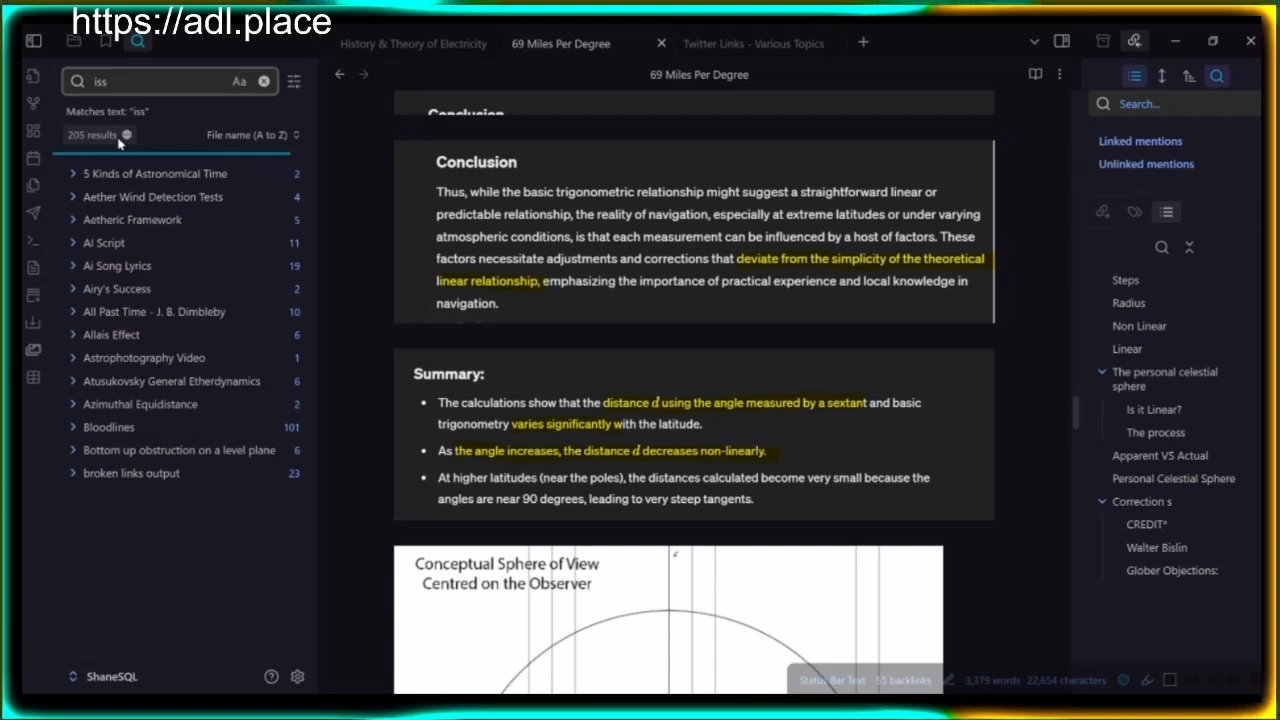 https://adl.place
History & Theory of Electricity
69 Miles Per Degree
Twitter Links - Various Topics
iss
Aa
69 Miles Per Degree
Matches text: "iss"
205 results
File name (A to Z)
5 Kinds of Astronomical Time 2
Aether Wind Detection Tests 4
Aetheric Framework 5
AI Script 11
Ai Song Lyrics 19
Airy's Success 2
All Past Time - J. B. Dimbleby 10
Allais Effect 6
Astrophotography Video 1
Atusukovsky General Etherdynamics 6
Azimuthal Equidistance 2
Bloodlines 101
Bottom up obstruction on a level plane 6
broken links output 23
ShaneSQL
Conclusion
Conclusion
Thus, while the basic trigonometric relationship might suggest a straightforward linear or
predictable relationship, the reality of navigation, especially at extreme latitudes or under varying
atmospheric conditions, is that each measurement can be influenced by a host of factors. These
factors necessitate adjustments and corrections that deviate from the simplicity of the theoretical
linear relationship, emphasizing the importance of practical experience and local knowledge in
navigation.
Summary:
The calculations show that the distance d using the angle measured by a sextant and basic
trigonometry varies significantly with the latitude.
As the angle increases, the distance d decreases non-linearly.
At higher latitudes (near the poles), the distances calculated become very small because the
angles are near 90 degrees, leading to very steep tangents.
Conceptual Sphere of View
Centred on the Observer
Status Bar Text 55 backlinks 3,379 words 22,654 characters
Search...
Linked mentions
Unlinked mentions
Steps
Radius
Non Linear
Linear
The personal celestial
sphere
Is it Linear?
The process
Apparent VS Actual
Personal Celestial Sphere
Correction s
CREDIT*
Walter Bislin
Glober Objections: